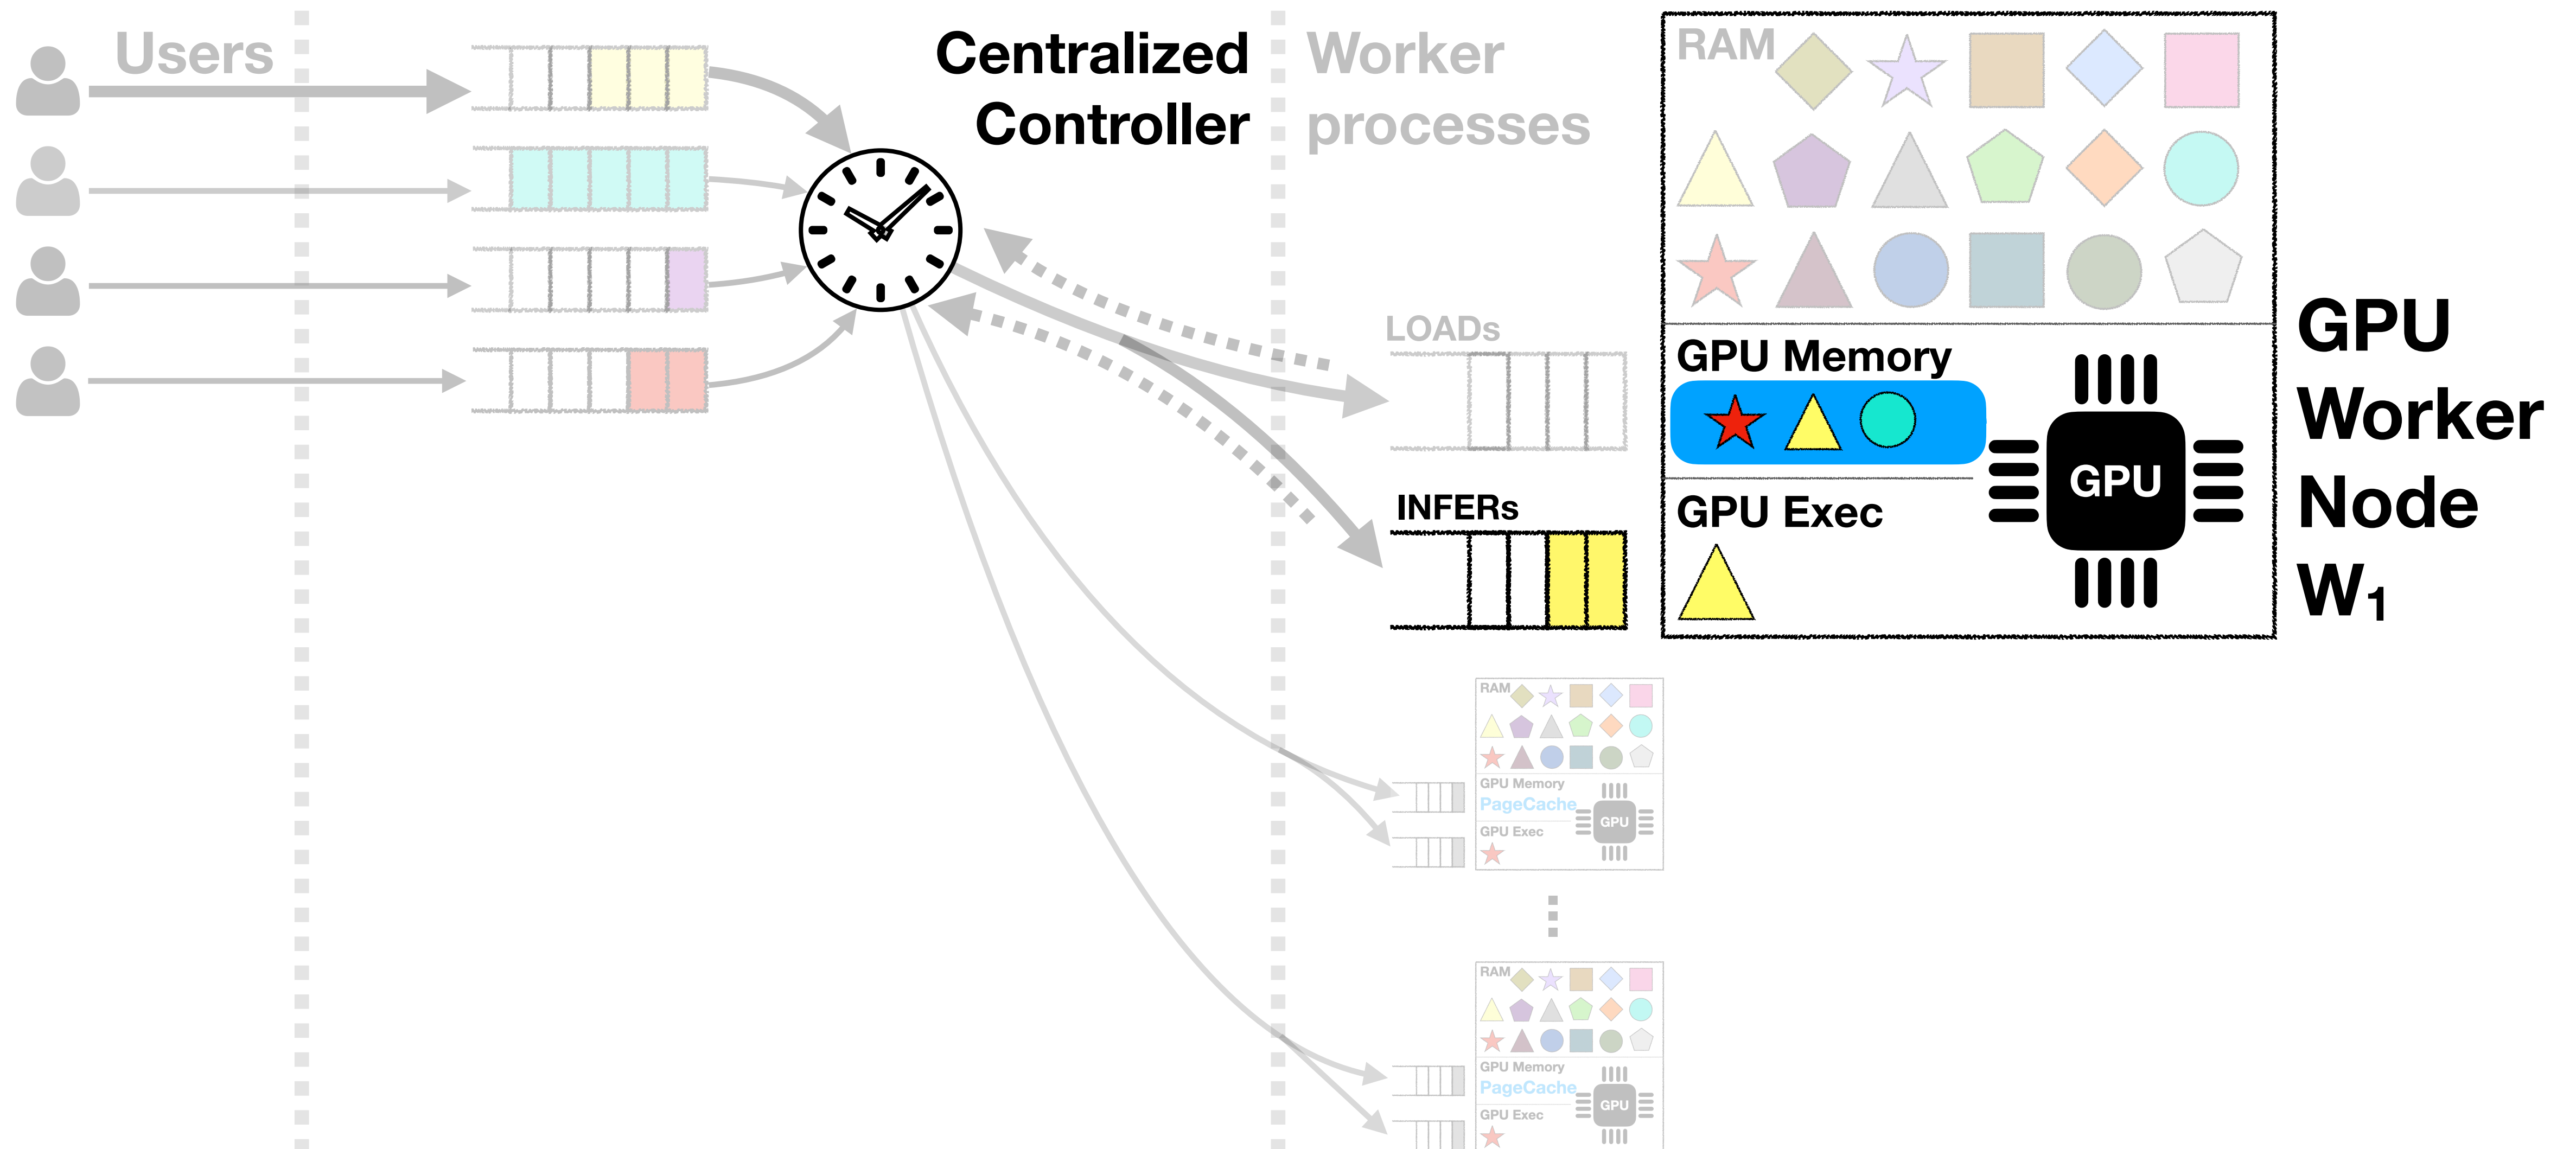 Users
Centralized
Controller
Worker
processes
RAM
LOADs
GPU Memory
GPU
INFERs
GPU Exec
GPU
Worker
Node
W₁
RAM
GPU Memory
PageCache
GPU
GPU Exec
RAM
GPU Memory
PageCache
GPU
GPU Exec